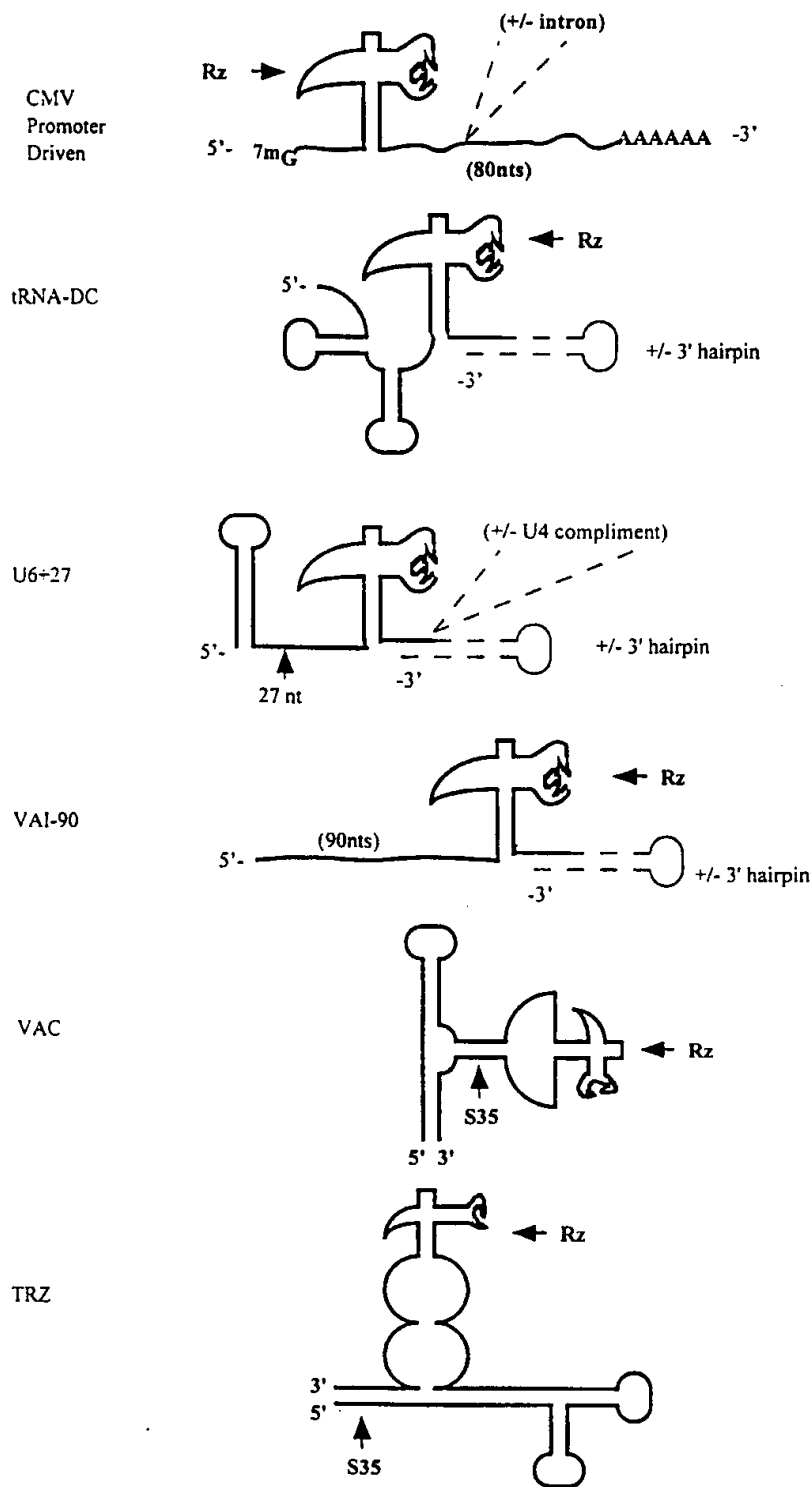 (+/- intron)
Rz
CMV
Promoter
Driven
5'- 7mG
AAAAAA -3'
(80nts)
Rz
5'-
tRNA-DC
-3'
+/- 3' hairpin
(+/- U4 compliment)
U6+27
5'-
27 nt
-3'
+/- 3' hairpin
Rz
VAI-90
(90nts)
5'-
-3'
+/- 3' hairpin
VAC
Rz
S35
5' 3'
Rz
TRZ
3'
5'
S35